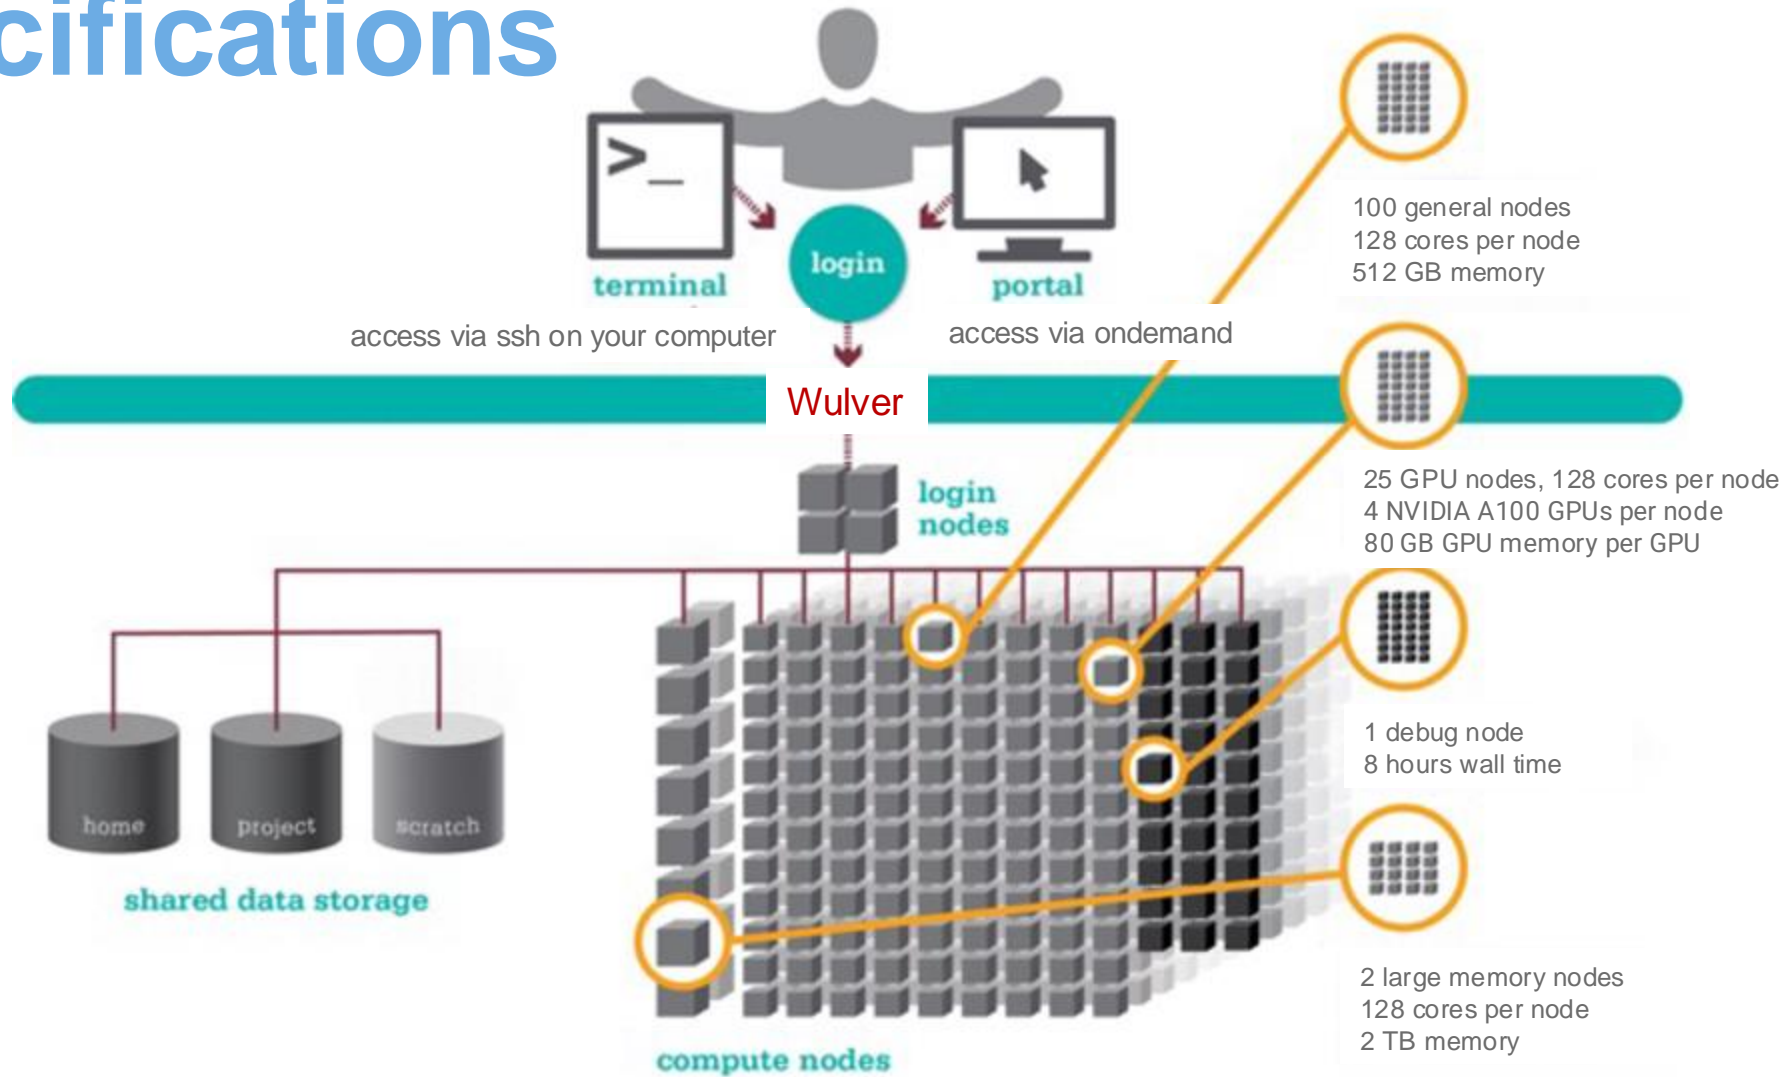 cifications
>_
terminal
login
portal
access via ssh on your computer
access via ondemand
Wulver
login
nodes
home
project
scratch
shared data storage
compute nodes
100 general nodes
128 cores per node
512 GB memory
25 GPU nodes, 128 cores per node
4 NVIDIA A100 GPUs per node
80 GB GPU memory per GPU
1 debug node
8 hours wall time
2 large memory nodes
128 cores per node
2 TB memory